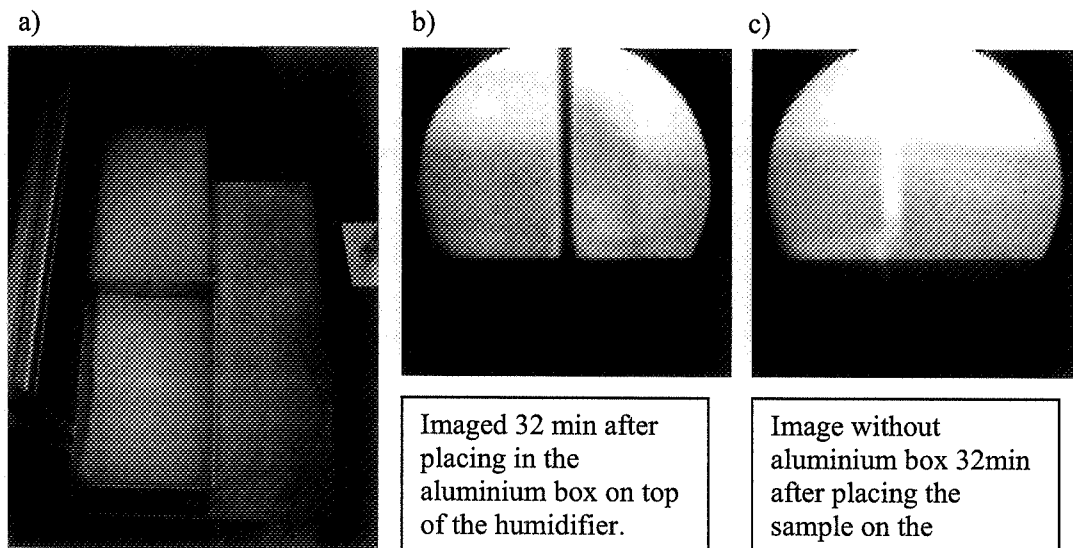 a)
b)
c)
Imaged 32 min after
placing in the
aluminium box on top
of the humidifier.
Image without
aluminium box 32min
after placing the
sample on the